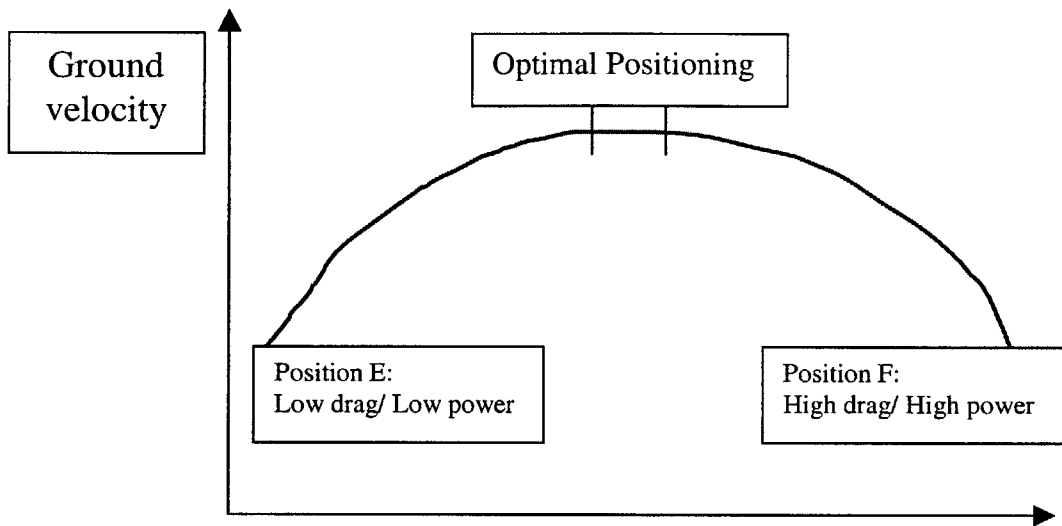 Ground
velocity
Optimal Positioning
Position E:
Low drag/ Low power
Position F:
High drag/ High power